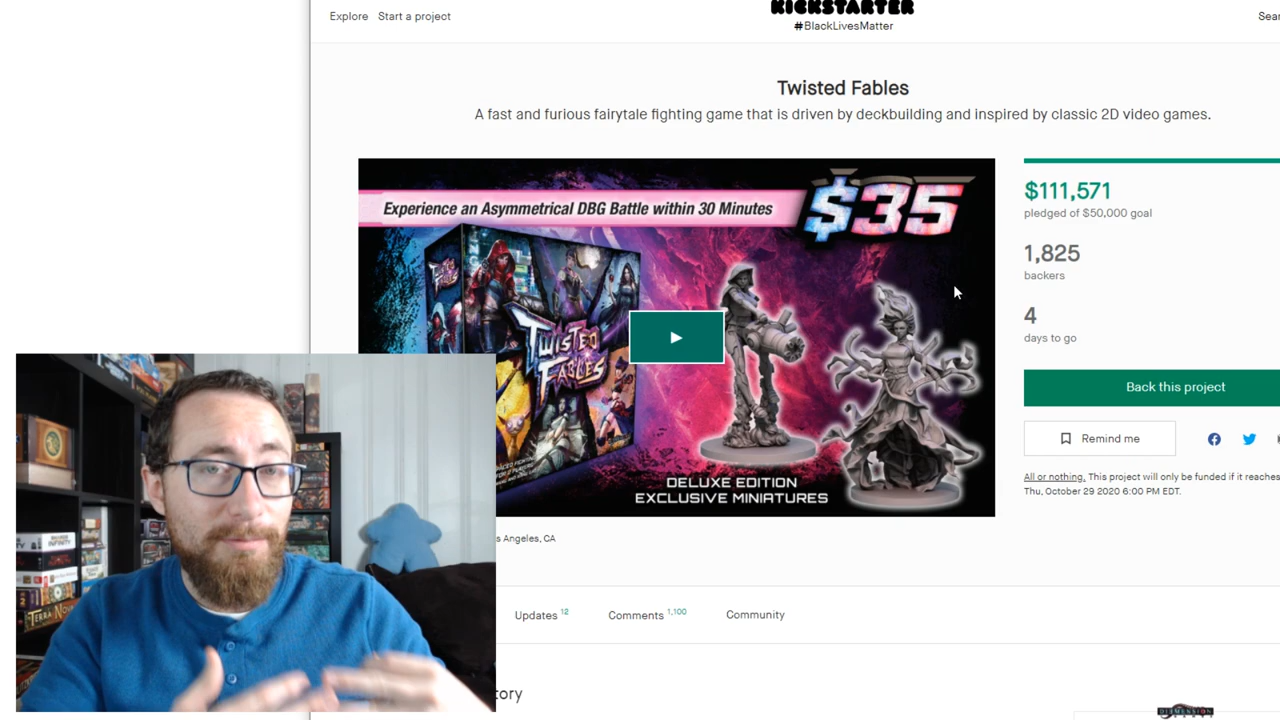 Explore Start a project
KICKSTARTER
#BlackLivesMatter
Twisted Fables
A fast and furious fairytale fighting game that is driven by deckbuilding and inspired by classic 2D video games.
Experience an Asymmetrical DBG Battle within 30 Minutes
$35
TWISTED
FABLES
DELUXE EDITION
EXCLUSIVE MINIATURES
$111,571
pledged of $50,000 goal
1,825
backers
4
days to go
Back this project
Remind me
All or nothing. This project will only be funded if it reaches
Thu, October 29 2020 6:00 PM EDT.
s Angeles, CA
Updates 12
Comments 1,100
Community
tory
TERRA NOVA